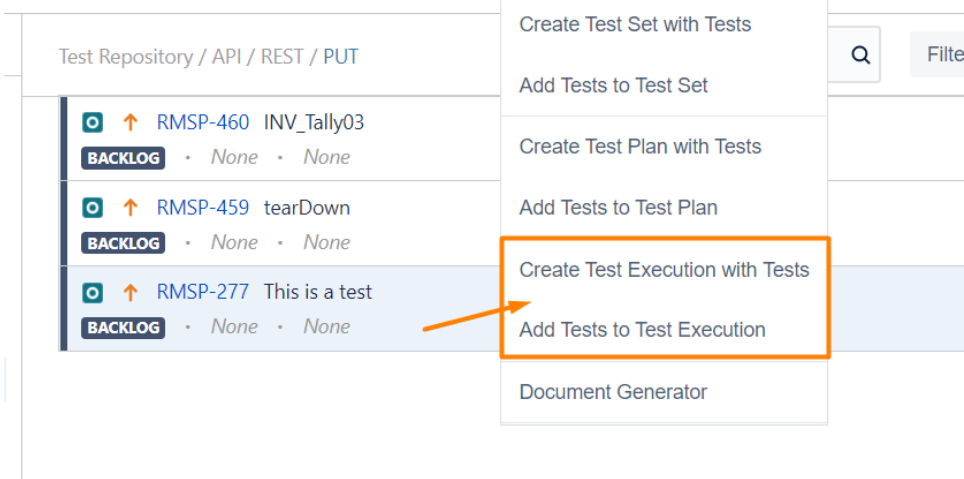 Test Repository / API / REST / PUT
Filte
RMSP-460 INV_Tally03
BACKLOG • None • None
RMSP-459 tearDown
BACKLOG • None • None
RMSP-277 This is a test
BACKLOG • None • None
Create Test Set with Tests
Add Tests to Test Set
Create Test Plan with Tests
Add Tests to Test Plan
Create Test Execution with Tests
Add Tests to Test Execution
Document Generator